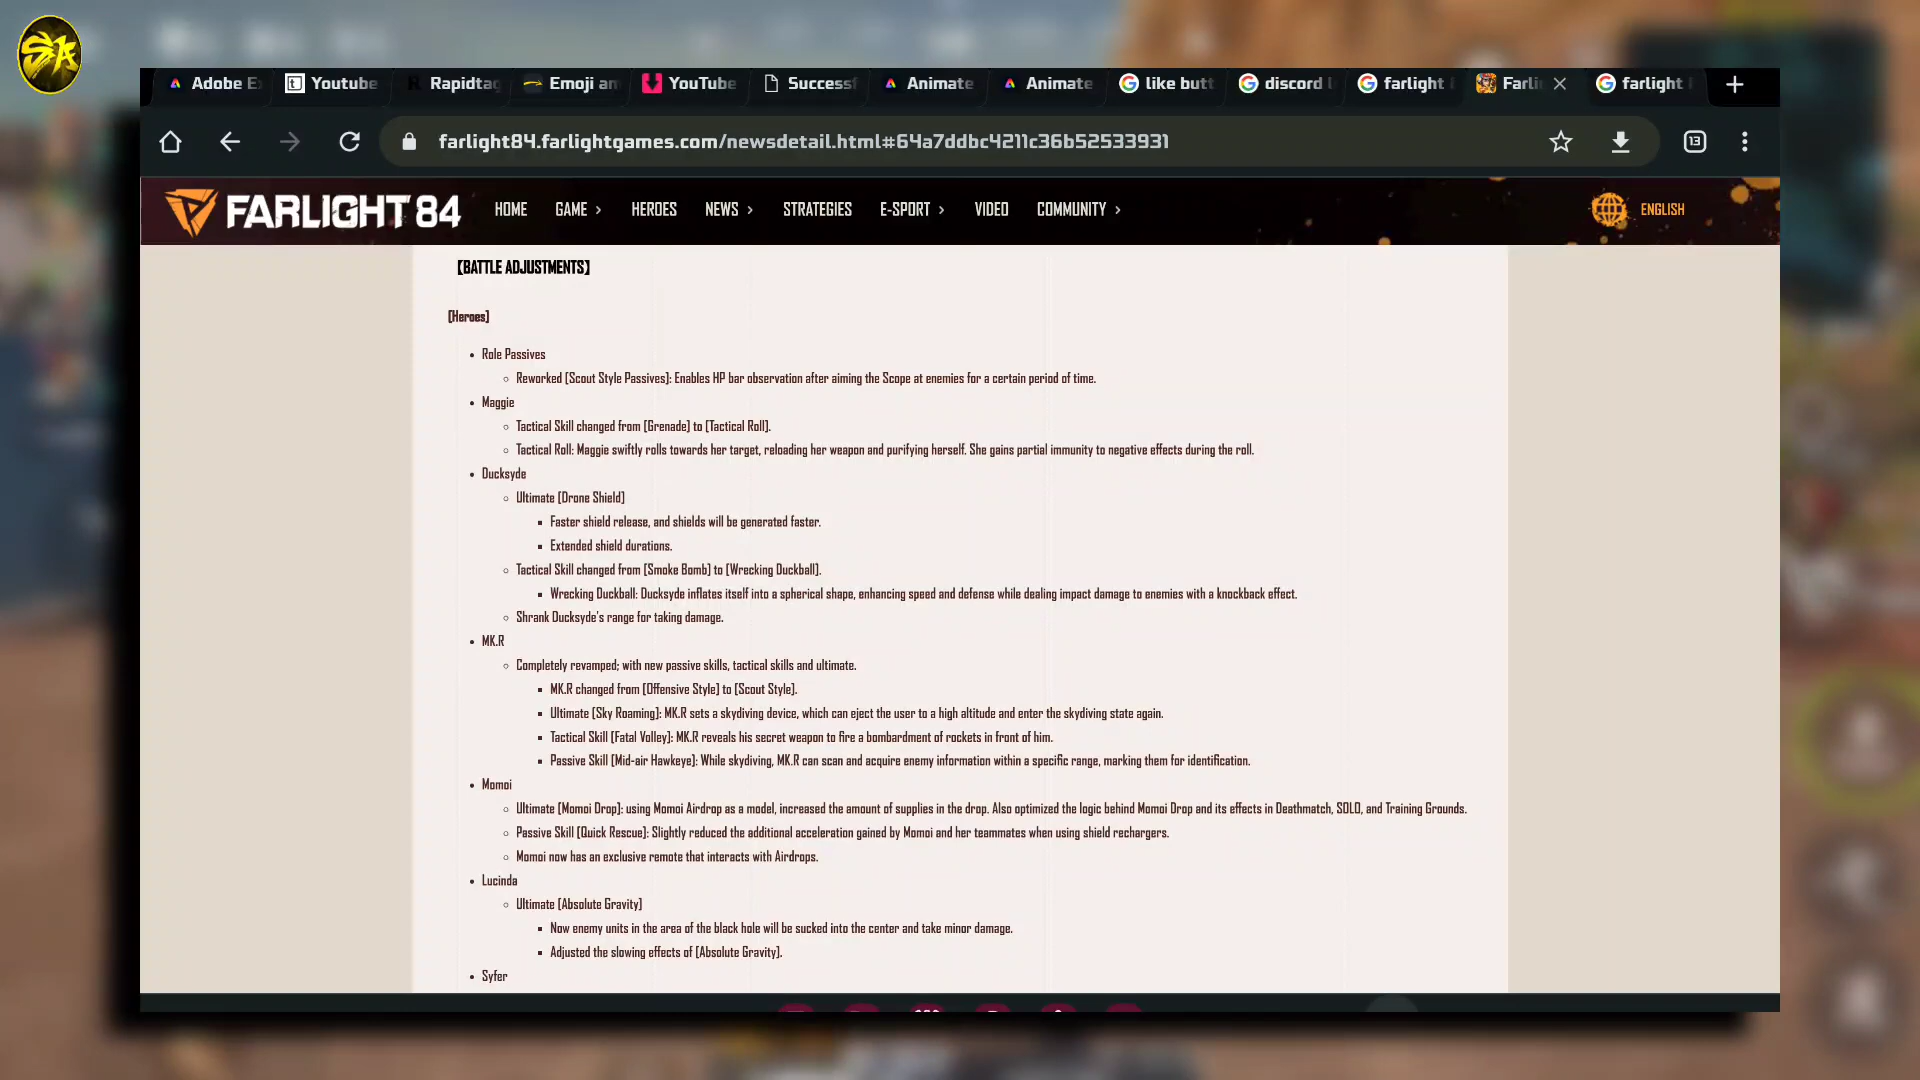 SA
Adobe E
Youtube
Rapidtag
Emoji an
YouTube
Successf
Animate
Animate
like butt
discord l
farlight
Farli
farlight
farlight84.farlightgames.com/newsdetail.html#64a7ddbc4211c36b52533931
13
FARLIGHT 84
HOME
GAME
HEROES
NEWS
STRATEGIES
E-SPORT
VIDEO
COMMUNITY
ENGLISH
【BATTLE ADJUSTMENTS】
[Heroes]
Role Passives
Reworked [Scout Style Passives]: Enables HP bar observation after aiming the Scope at enemies for a certain period of time.
Maggie
Tactical Skill changed from [Grenade] to [Tactical Roll].
Tactical Roll: Maggie swiftly rolls towards her target, reloading her weapon and purifying herself. She gains partial immunity to negative effects during the roll.
Ducksyde
Ultimate [Drone Shield]
Faster shield release, and shields will be generated faster.
Extended shield durations.
Tactical Skill changed from [Smoke Bomb] to [Wrecking Duckball].
Wrecking Duckball: Ducksyde inflates itself into a spherical shape, enhancing speed and defense while dealing impact damage to enemies with a knockback effect.
Shrank Ducksyde's range for taking damage.
MK.R
Completely revamped; with new passive skills, tactical skills and ultimate.
MK.R changed from [Offensive Style] to [Scout Style].
Ultimate [Sky Roaming]: MK.R sets a skydiving device, which can eject the user to a high altitude and enter the skydiving state again.
Tactical Skill [Fatal Volley]: MK.R reveals his secret weapon to fire a bombardment of rockets in front of him.
Passive Skill [Mid-air Hawkeye]: While skydiving, MK.R can scan and acquire enemy information within a specific range, marking them for identification.
Momoi
Ultimate [Momoi Drop]: using Momoi Airdrop as a model, increased the amount of supplies in the drop. Also optimized the logic behind Momoi Drop and its effects in Deathmatch, SOLO, and Training Grounds.
Passive Skill [Quick Rescue]: Slightly reduced the additional acceleration gained by Momoi and her teammates when using shield rechargers.
Momoi now has an exclusive remote that interacts with Airdrops.
Lucinda
Ultimate [Absolute Gravity]
Now enemy units in the area of the black hole will be sucked into the center and take minor damage.
Adjusted the slowing effects of [Absolute Gravity].
Syfer